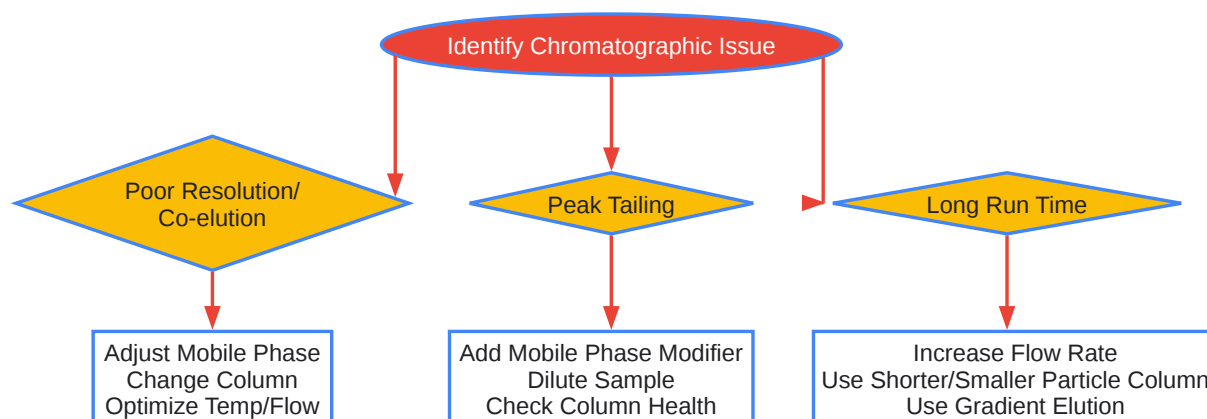 Identify Chromatographic Issue
Poor Resolution/
Co-elution
Peak Tailing
Long Run Time
Adjust Mobile Phase
Change Column
Optimize Temp/Flow
Add Mobile Phase Modifier
Dilute Sample
Check Column Health
Increase Flow Rate
Use Shorter/Smaller Particle Column
Use Gradient Elution